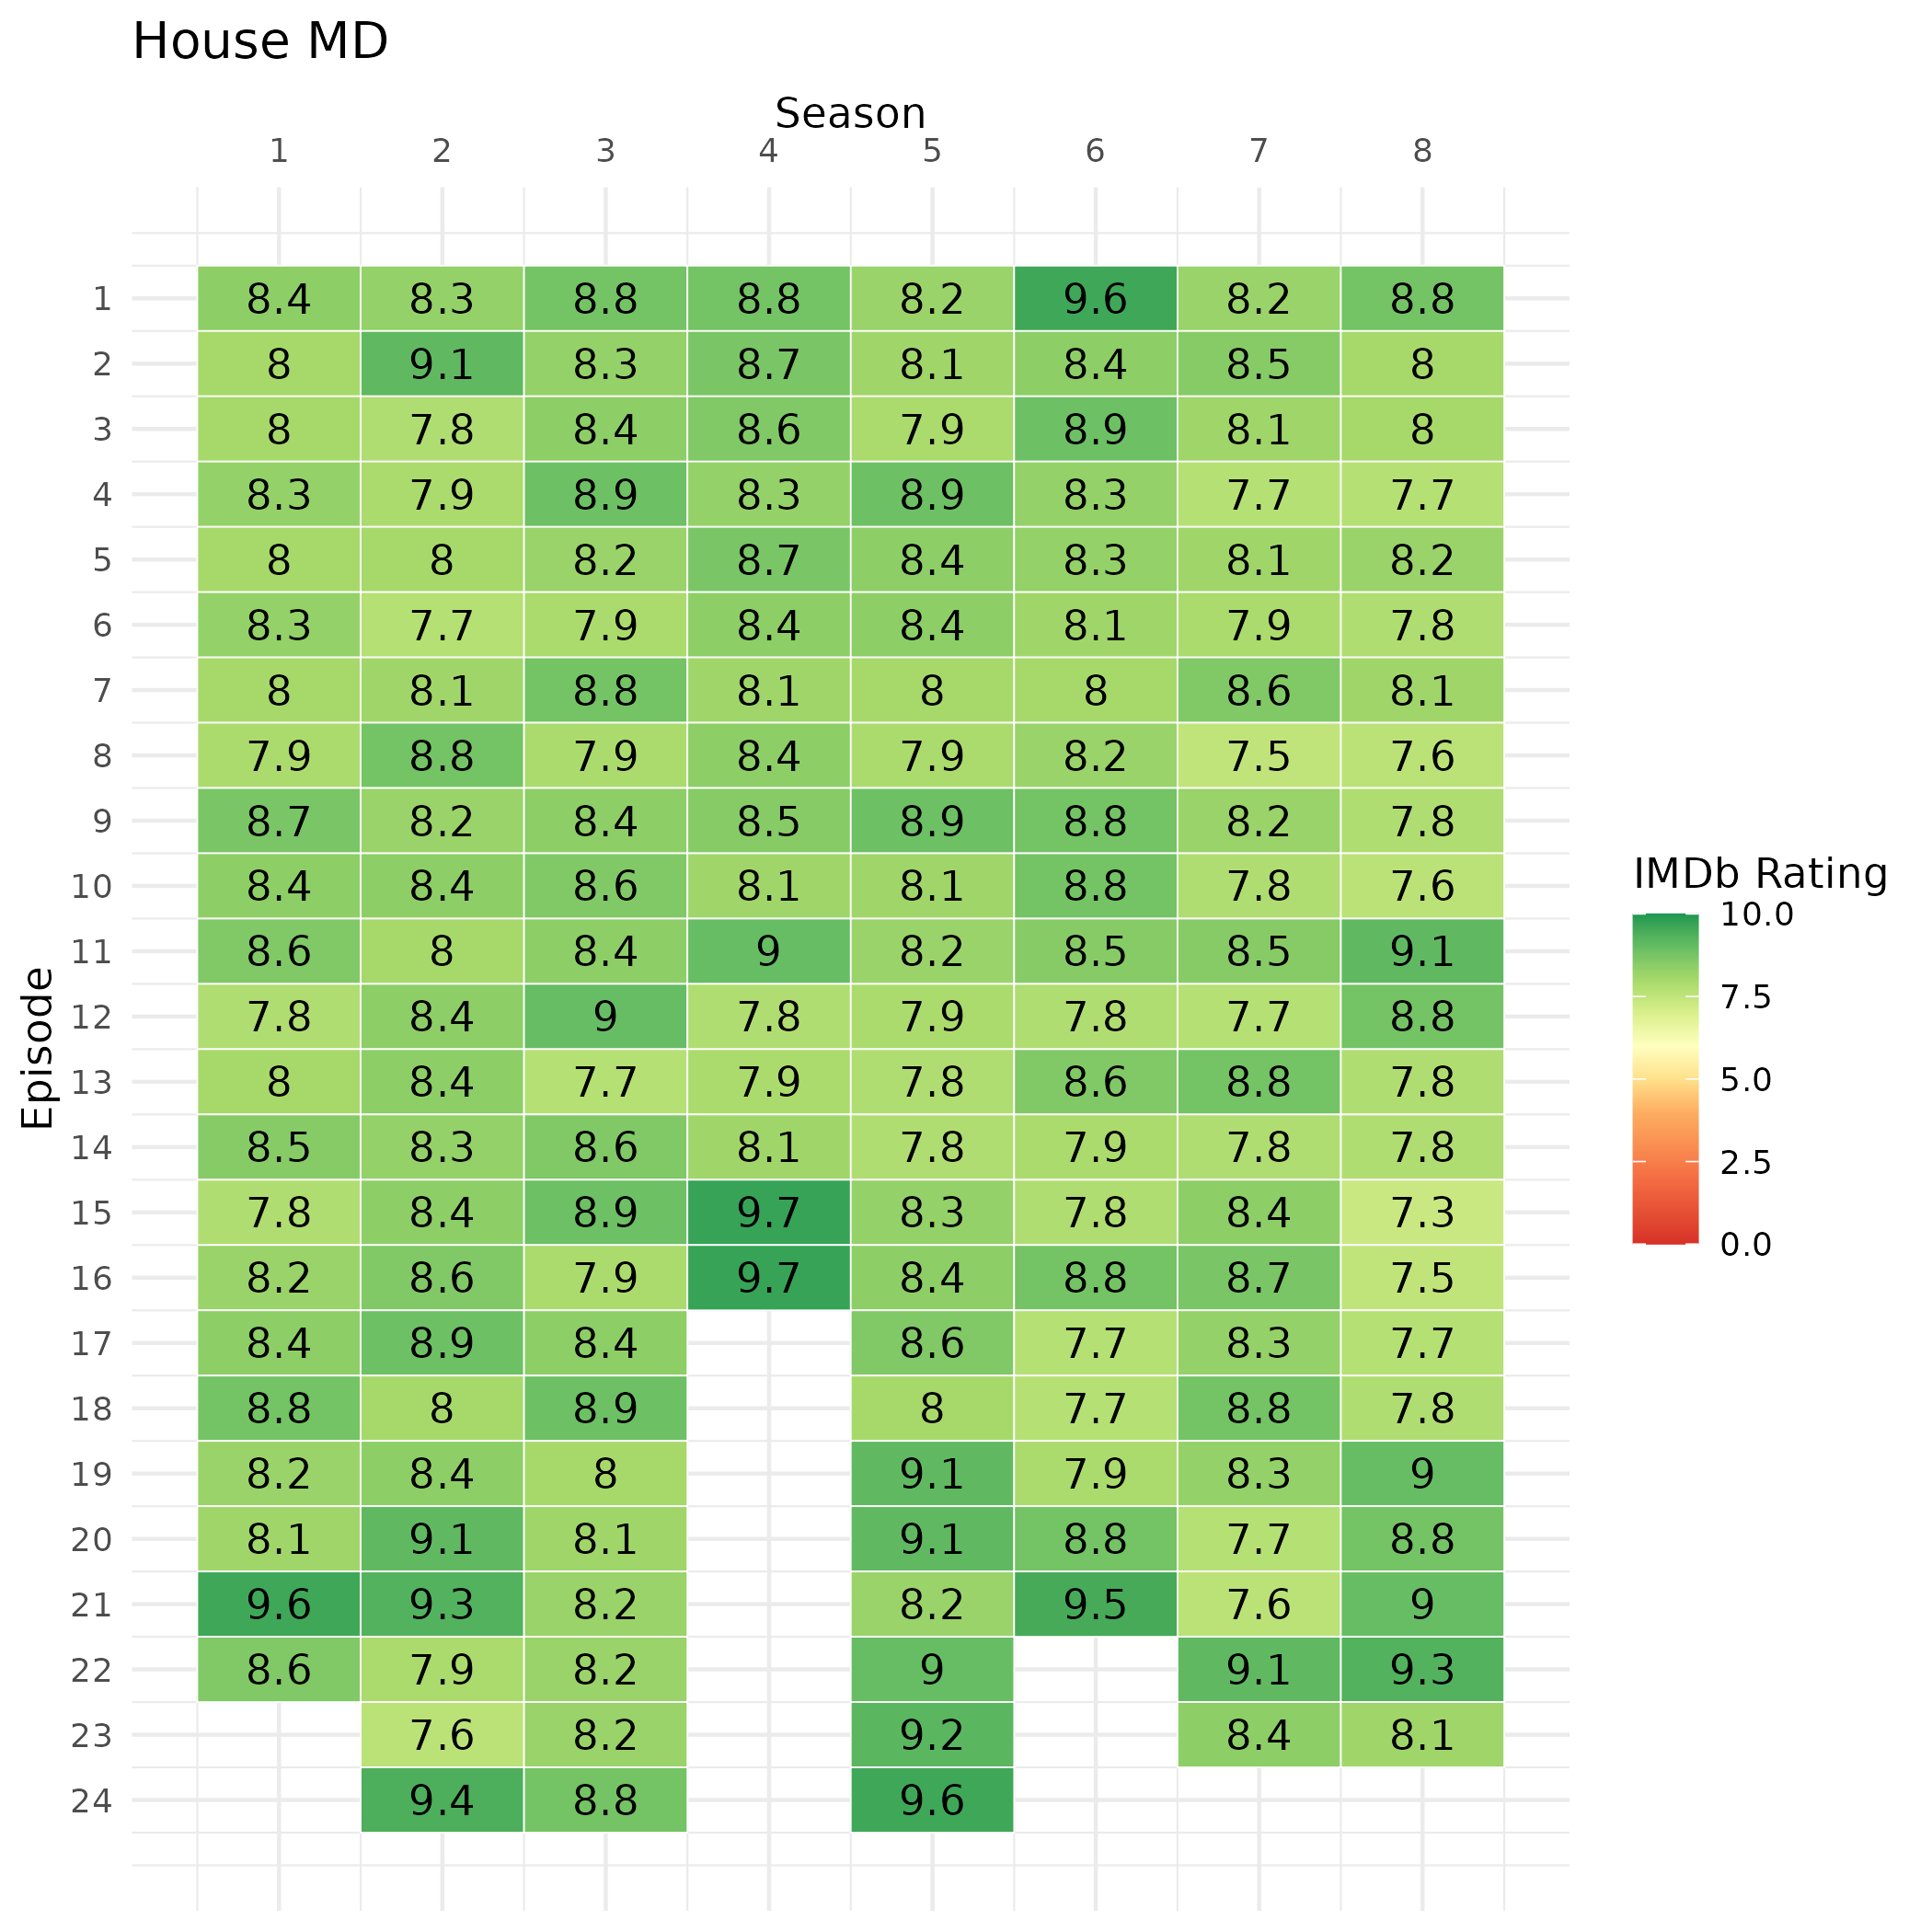 House MD
Season
1 2 3 4 5 6 7 8
1 8.4 8.3 8.8 8.8 8.2 9.6 8.2 8.8
2 8 9.1 8.3 8.7 8.1 8.4 8.5 8
3 8 7.8 8.4 8.6 7.9 8.9 8.1 8
4 8.3 7.9 8.9 8.3 8.9 8.3 7.7 7.7
5 8 8 8.2 8.7 8.4 8.3 8.1 8.2
6 8.3 7.7 7.9 8.4 8.4 8.1 7.9 7.8
7 8 8.1 8.8 8.1 8 8 8.6 8.1
8 7.9 8.8 7.9 8.4 7.9 8.2 7.5 7.6
9 8.7 8.2 8.4 8.5 8.9 8.8 8.2 7.8
10 8.4 8.4 8.6 8.1 8.1 8.8 7.8 7.6
11 8.6 8 8.4 9 8.2 8.5 8.5 9.1
12 7.8 8.4 9 7.8 7.9 7.8 7.7 8.8
13 8 8.4 7.7 7.9 7.8 8.6 8.8 7.8
14 8.5 8.3 8.6 8.1 7.8 7.9 7.8 7.8
15 7.8 8.4 8.9 9.7 8.3 7.8 8.4 7.3
16 8.2 8.6 7.9 9.7 8.4 8.8 8.7 7.5
17 8.4 8.9 8.4 8.6 7.7 8.3 7.7
18 8.8 8 8.9 8 7.7 8.8 7.8
19 8.2 8.4 8 9.1 7.9 8.3 9
20 8.1 9.1 8.1 9.1 8.8 7.7 8.8
21 9.6 9.3 8.2 8.2 9.5 7.6 9
22 8.6 7.9 8.2 9 9.1 9.3
23 7.6 8.2 9.2 8.4 8.1
24 9.4 8.8 9.6
Episode
IMDb Rating
10.0
7.5
5.0
2.5
0.0